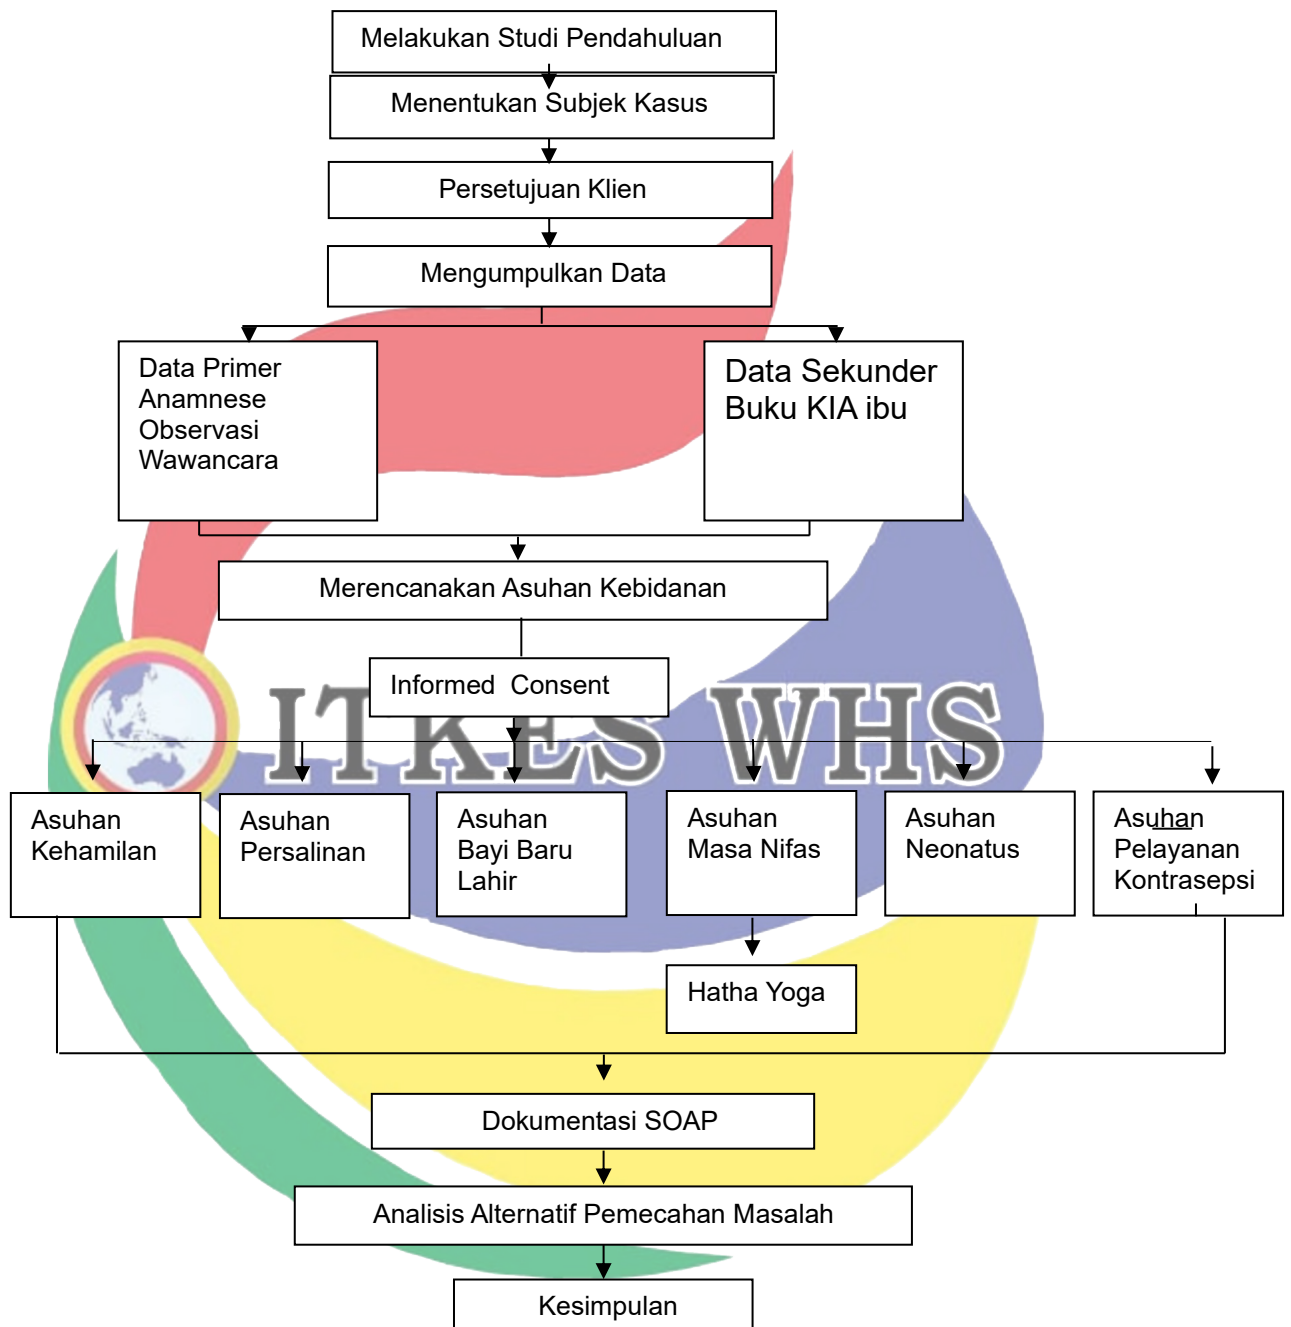 Melakukan Studi Pendahuluan
Menentukan Subjek Kasus
Persetujuan Klien
Mengumpulkan Data
Data Primer
Anamnese
Observasi
Wawancara
Data Sekunder
Buku KIA ibu
Merencanakan Asuhan Kebidanan
Informed Consent
ITKES WHS
Asuhan
Kehamilan
Asuhan
Persalinan
Asuhan
Bayi Baru
Lahir
Asuhan
Masa Nifas
Asuhan
Neonatus
Asuhan
Pelayanan
Kontrasepsi
Hatha Yoga
Dokumentasi SOAP
Analisis Alternatif Pemecahan Masalah
Kesimpulan